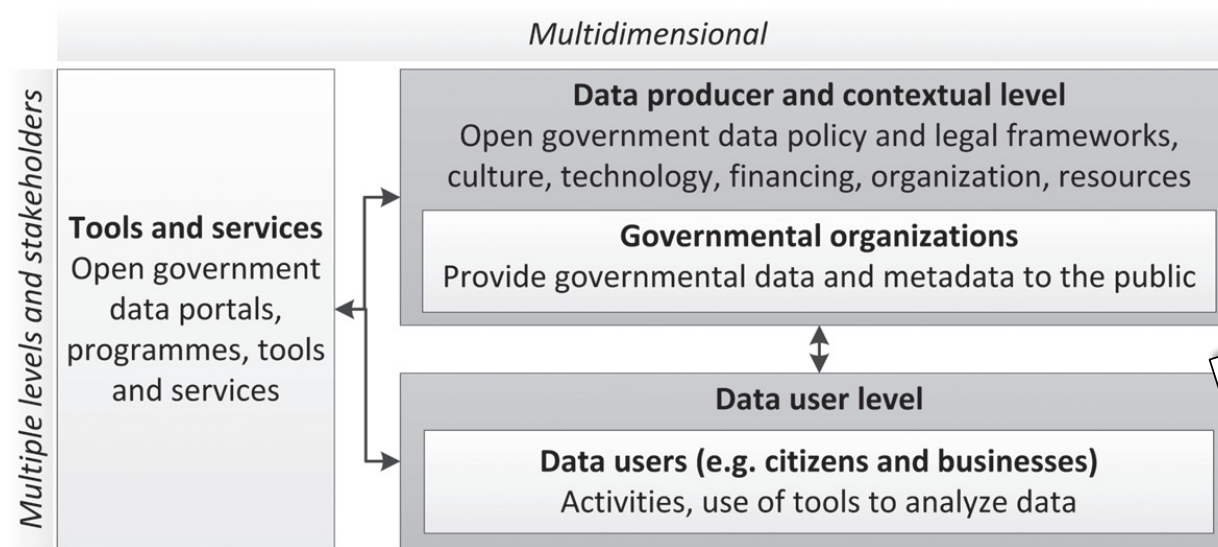 Multidimensional
Multiple levels and stakeholders
Tools and services
Open government
data portals,
programmes, tools
and services
Data producer and contextual level
Open government data policy and legal frameworks,
culture, technology, financing, organization, resources
Governmental organizations
Provide governmental data and metadata to the public
Data user level
Data users (e.g. citizens and businesses)
Activities, use of tools to analyze data